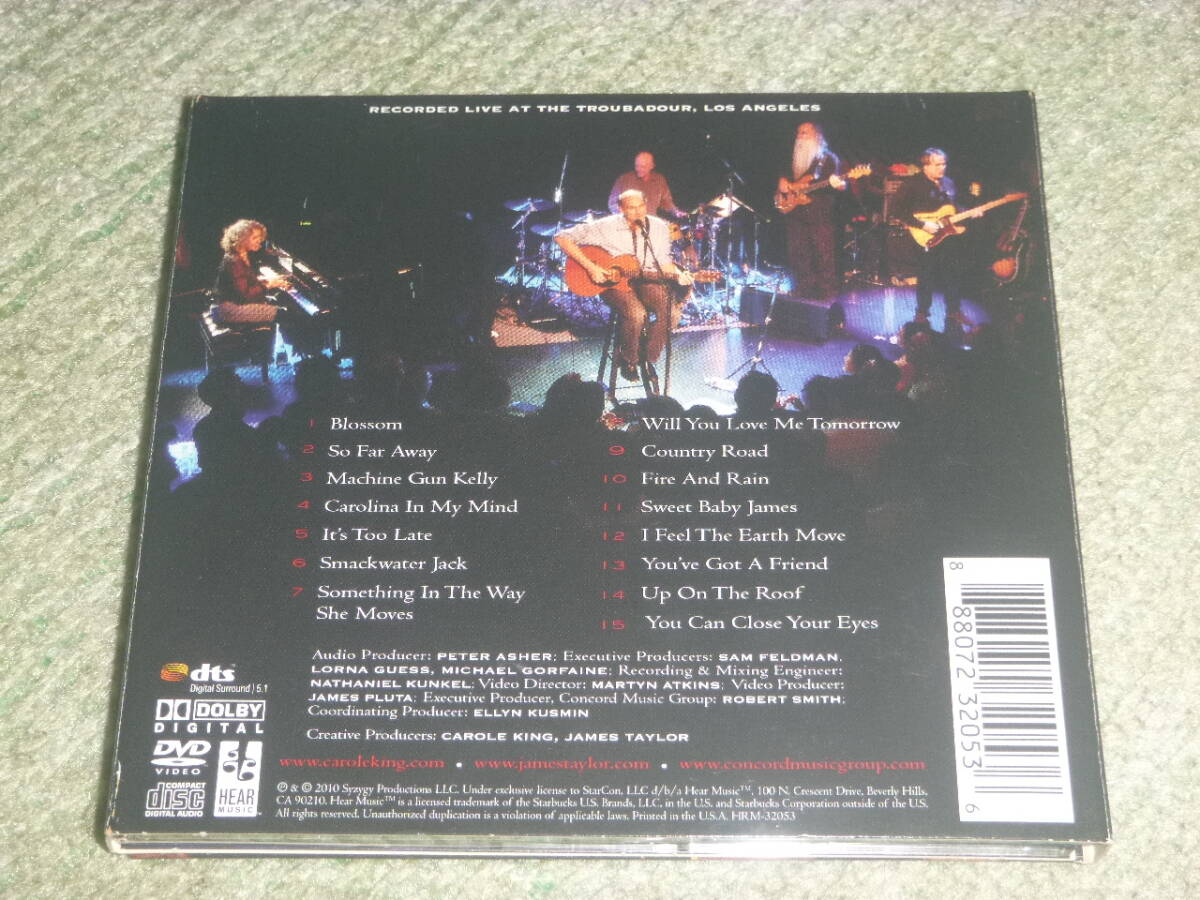 RECORDED LIVE AT THE TROUBADOUR, LOS ANGELES
1 Blossom
2 So Far Away
3 Machine Gun Kelly
4 Carolina In My Mind
5 It's Too Late
6 Smackwater Jack
7 Something In The Way
She Moves
8 Will You Love Me Tomorrow
9 Country Road
10 Fire And Rain
11 Sweet Baby James
12 I Feel The Earth Move
13 You've Got A Friend
14 Up On The Roof
15 You Can Close Your Eyes
Audio Producer: PETER ASHER; Executive Producers: SAM FELDMAN,
LORNA GUESS, MICHAEL GORFAINE; Recording & Mixing Engineer:
NATHANIEL KUNKEL; Video Director: MARTYN ATKINS; Video Producer:
JAMES PLUTA; Executive Producer, Concord Music Group: ROBERT SMITH;
Coordinating Producer: ELLYN KUSMIN
Creative Producers: CAROLE KING, JAMES TAYLOR
www.caroleking.com • www.jamestaylor.com • www.concordmusicgroup.com
℗ & © 2010 Syzygy Productions LLC. Under exclusive license to StarCon, LLC d/b/a Hear Music™, 100 N. Crescent Drive, Beverly Hills,
CA 90210. Hear Music™ is a licensed trademark of the Starbucks U.S. Brands, LLC, in the U.S. and Starbucks Corporation outside of the U.S.
All rights reserved. Unauthorized duplication is a violation of applicable laws. Printed in the U.S.A. HRM-32053
dts
Digital Surround | 5.1
DOLBY
DIGITAL
DVD
VIDEO
COMPACT
disc
DIGITAL AUDIO
HEAR
MUSIC
8 88072 32053 6